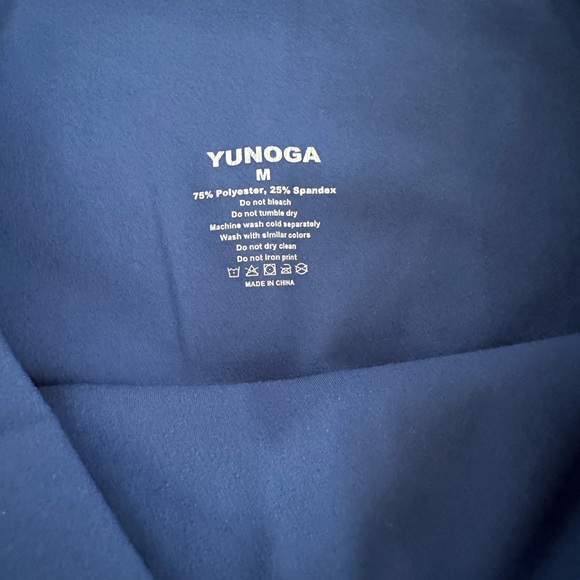 YUNOGA
M
75% Polyester, 25% Spandex
Do not bleach
Do not tumble dry
Machine wash cold separately
Wash with similar colors
Do not dry clean
Do not iron print
MADE IN CHINA